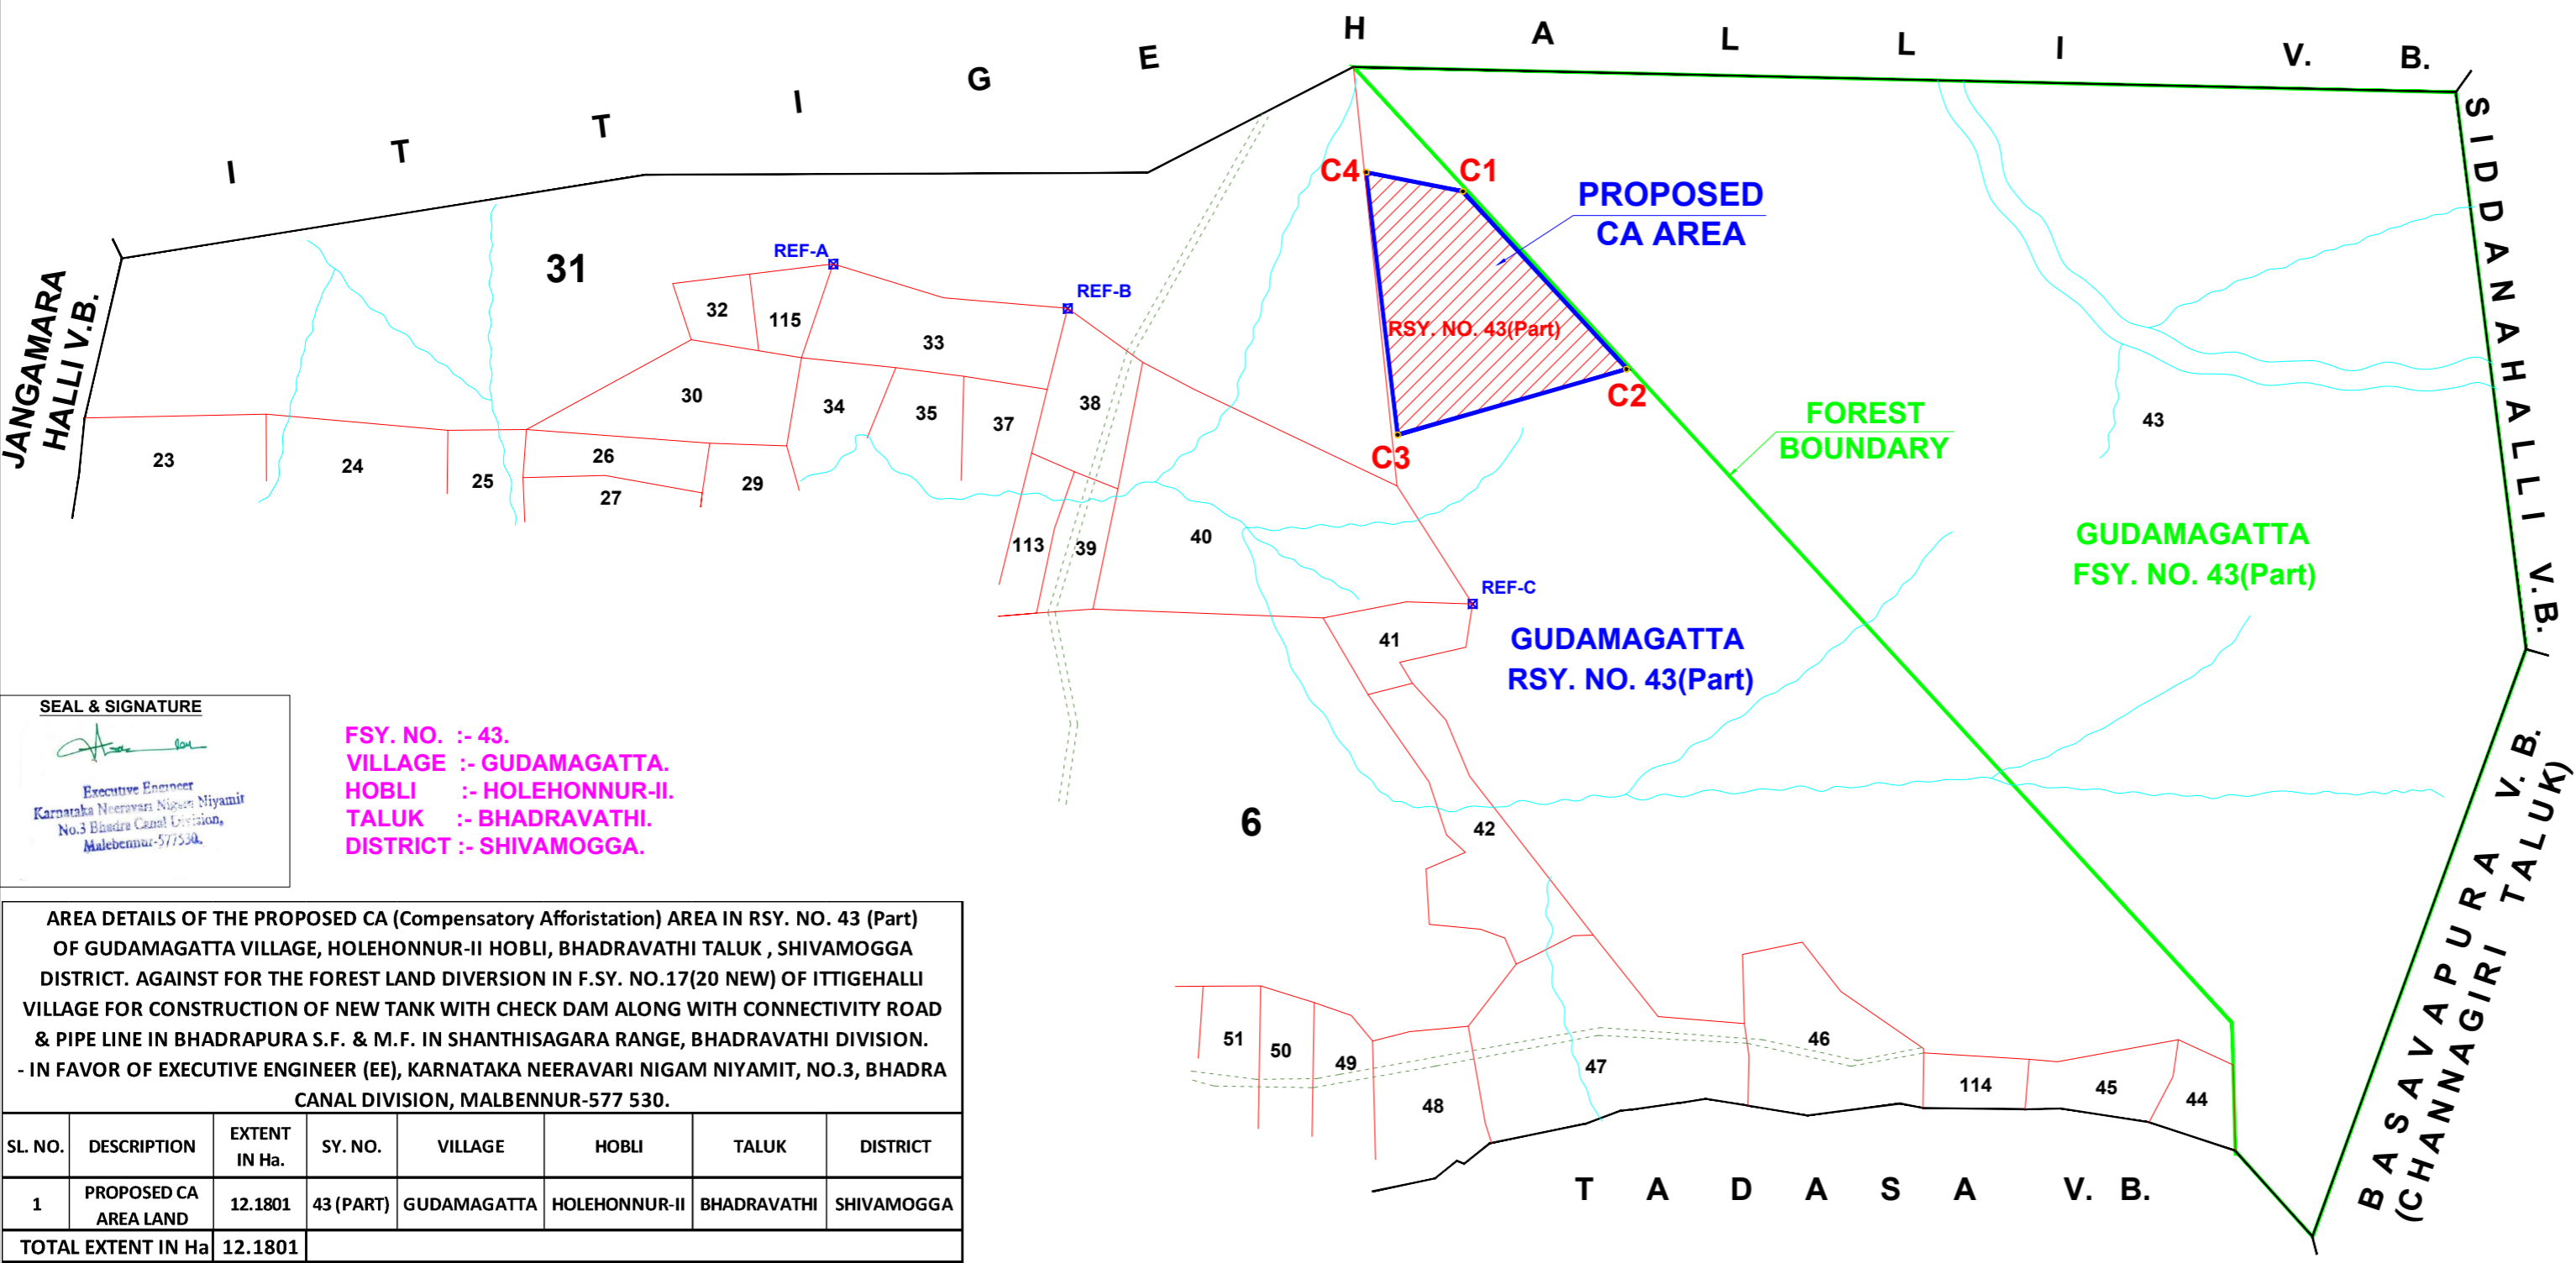 I T T I G E H A L L I V. B.
JANGAMARA
HALLI V.B.
SIDDANAHALLI V.B.
BASAVAPURA V. B.
(CHANNAGIRI TALUK)
TADASA V. B.
C4
C1
PROPOSED
CA AREA
31
REF-A
REF-B
32
115
33
RSY. NO. 43(Part)
C2
C3
30
34
35
37
38
FOREST
BOUNDARY
43
23
24
25
26
27
29
113
39
40
GUDAMAGATTA
FSY. NO. 43(Part)
REF-C
41
GUDAMAGATTA
RSY. NO. 43(Part)
6
42
51
50
49
48
47
46
114
45
44
SEAL & SIGNATURE
Executive Engineer
Karnataka Neeravari Nigam Niyamit
No.3 Bhadra Canal Division,
Malebennur-577530.
FSY. NO. :- 43.
VILLAGE :- GUDAMAGATTA.
HOBLI :- HOLEHONNUR-II.
TALUK :- BHADRAVATHI.
DISTRICT :- SHIVAMOGGA.
AREA DETAILS OF THE PROPOSED CA (Compensatory Afforistation) AREA IN RSY. NO. 43 (Part)
OF GUDAMAGATTA VILLAGE, HOLEHONNUR-II HOBLI, BHADRAVATHI TALUK , SHIVAMOGGA
DISTRICT. AGAINST FOR THE FOREST LAND DIVERSION IN F.SY. NO.17(20 NEW) OF ITTIGEHALLI
VILLAGE FOR CONSTRUCTION OF NEW TANK WITH CHECK DAM ALONG WITH CONNECTIVITY ROAD
& PIPE LINE IN BHADRAPURA S.F. & M.F. IN SHANTHISAGARA RANGE, BHADRAVATHI DIVISION.
- IN FAVOR OF EXECUTIVE ENGINEER (EE), KARNATAKA NEERAVARI NIGAM NIYAMIT, NO.3, BHADRA
CANAL DIVISION, MALBENNUR-577 530.
SL. NO. DESCRIPTION EXTENT IN Ha. SY. NO. VILLAGE HOBLI TALUK DISTRICT
1 PROPOSED CA AREA LAND 12.1801 43 (PART) GUDAMAGATTA HOLEHONNUR-II BHADRAVATHI SHIVAMOGGA
TOTAL EXTENT IN Ha 12.1801